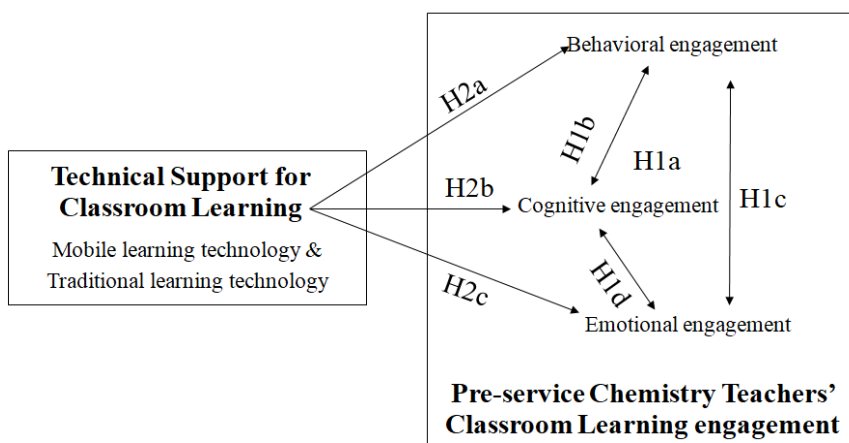 Behavioral engagement
H2a
H1b
H1a
Technical Support for
Classroom Learning
Mobile learning technology &
Traditional learning technology
H2b
Cognitive engagement
H1c
H2c
H1d
Emotional engagement
Pre-service Chemistry Teachers’
Classroom Learning engagement